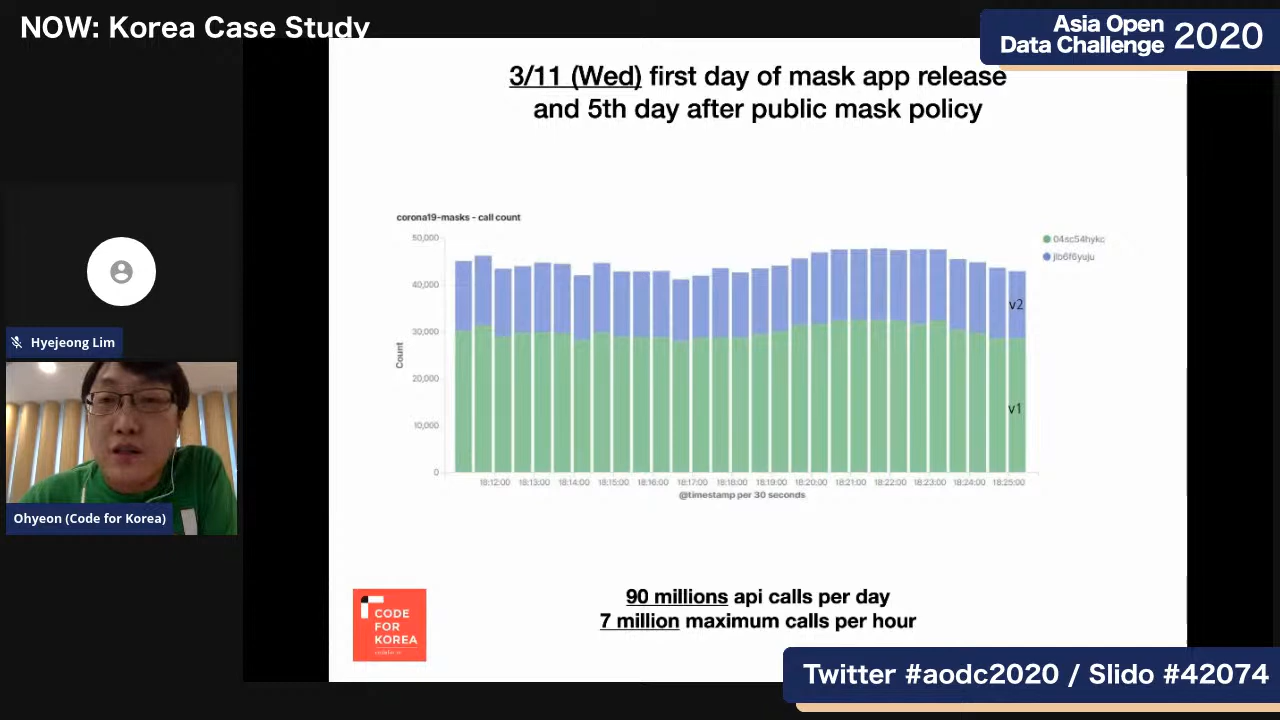 NOW: Korea Case Study
Asia Open
Data Challenge 2020
3/11 (Wed) first day of mask app release
and 5th day after public mask policy
corona19-masks - call count
50,000
40,000
30,000
20,000
10,000
0
Count
04sc54hykc
jlb6f6yuju
v2
v1
18:12:00 18:13:00 18:14:00 18:15:00 18:16:00 18:17:00 18:18:00 18:19:00 18:20:00 18:21:00 18:22:00 18:23:00 18:24:00 18:25:00
@timestamp per 30 seconds
Hyejeong Lim
Ohyeon (Code for Korea)
90 millions api calls per day
7 million maximum calls per hour
CODE
FOR
KOREA
Twitter #aodc2020 / Slido #42074